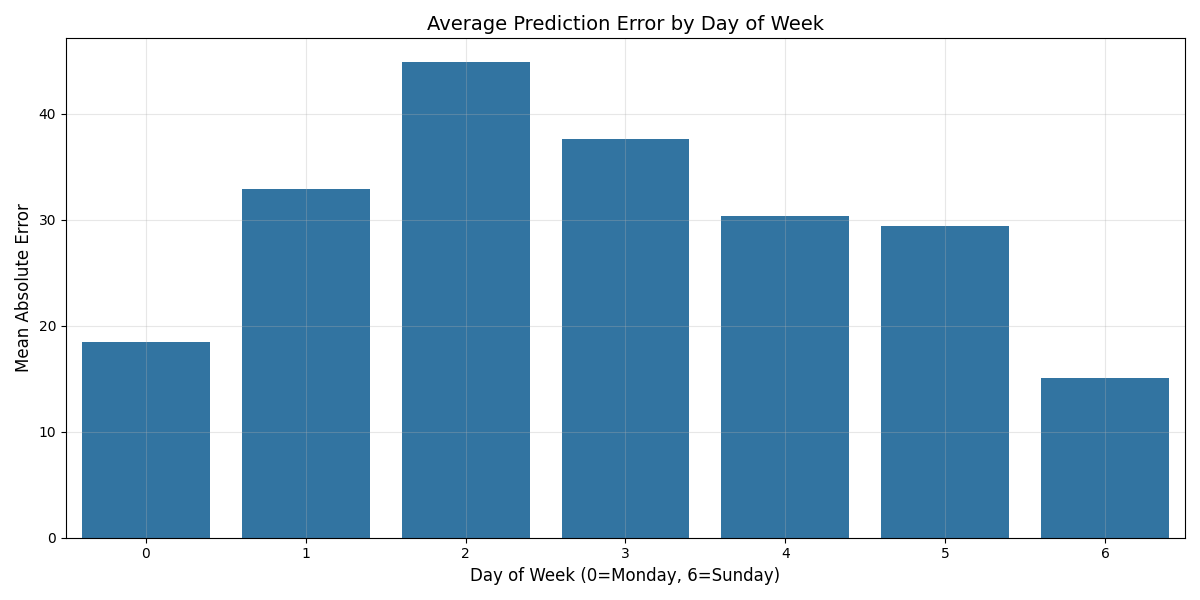 Average Prediction Error by Day of Week
Mean Absolute Error
40
30
20
10
0
0 1 2 3 4 5 6
Day of Week (0=Monday, 6=Sunday)